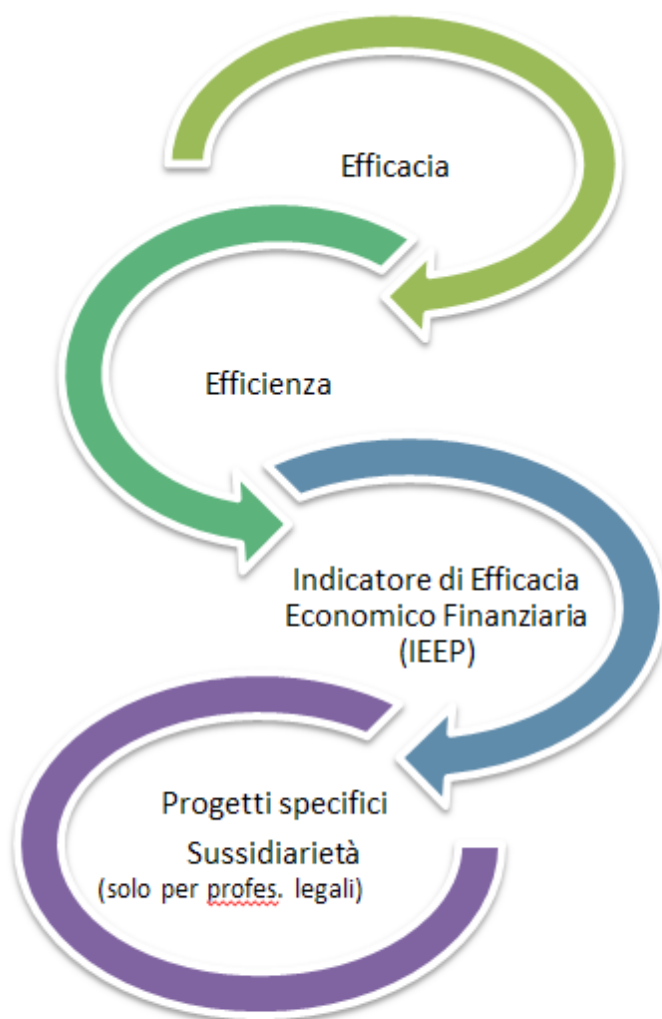 Efficacia
Efficienza
Indicatore di Efficacia
Economico Finanziaria
(IEEP)
Progetti specifici
Sussidiarietà
(solo per profes. legali)